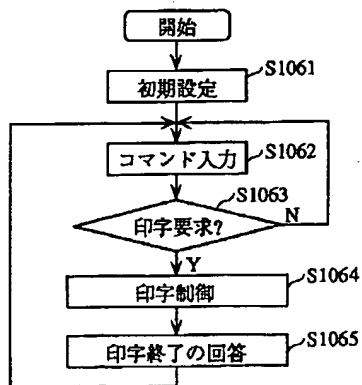 開始
S1061
初期設定
S1062
コマンド入力
S1063
印字要求?
N
Y
S1064
印字制御
S1065
印字終了の回答